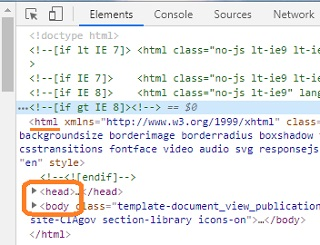 Elements Console
<!doctype html>
<!--[if lt IE 7]> <html class="no-js lt-ie9 lt-
>
<!--[if IE 7]> <html class="no-js lt-ie9 lt-
<!--[if IE 8]> <html class="no-js lt-ie9" lang
… <!--[if gt IE 8]><!--> == $0
<html xmlns="http://www.w3.org/1999/xhtml" class=
backgroundsize borderimage borderradius boxshadow
csstransitions fontface video audio svg responsejs
"en" style>
<!--<![endif]-->
▶ <head>…</head>
▶ <body class="template-document_view_publication
site-CIAgov section-library icons-on">…</body>
</html>